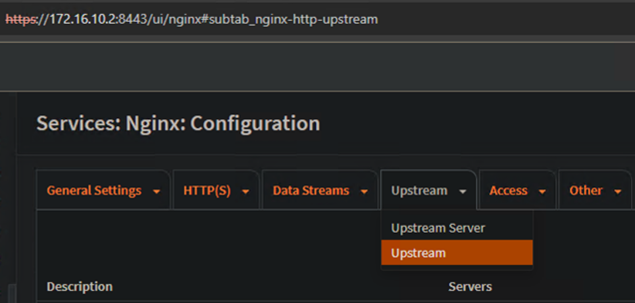 https://172.16.10.2:8443/ui/nginx#subtab_nginx-http-upstream
Services: Nginx: Configuration
General Settings HTTP(S) Data Streams Upstream Access Other
Upstream Server
Upstream
Description Servers